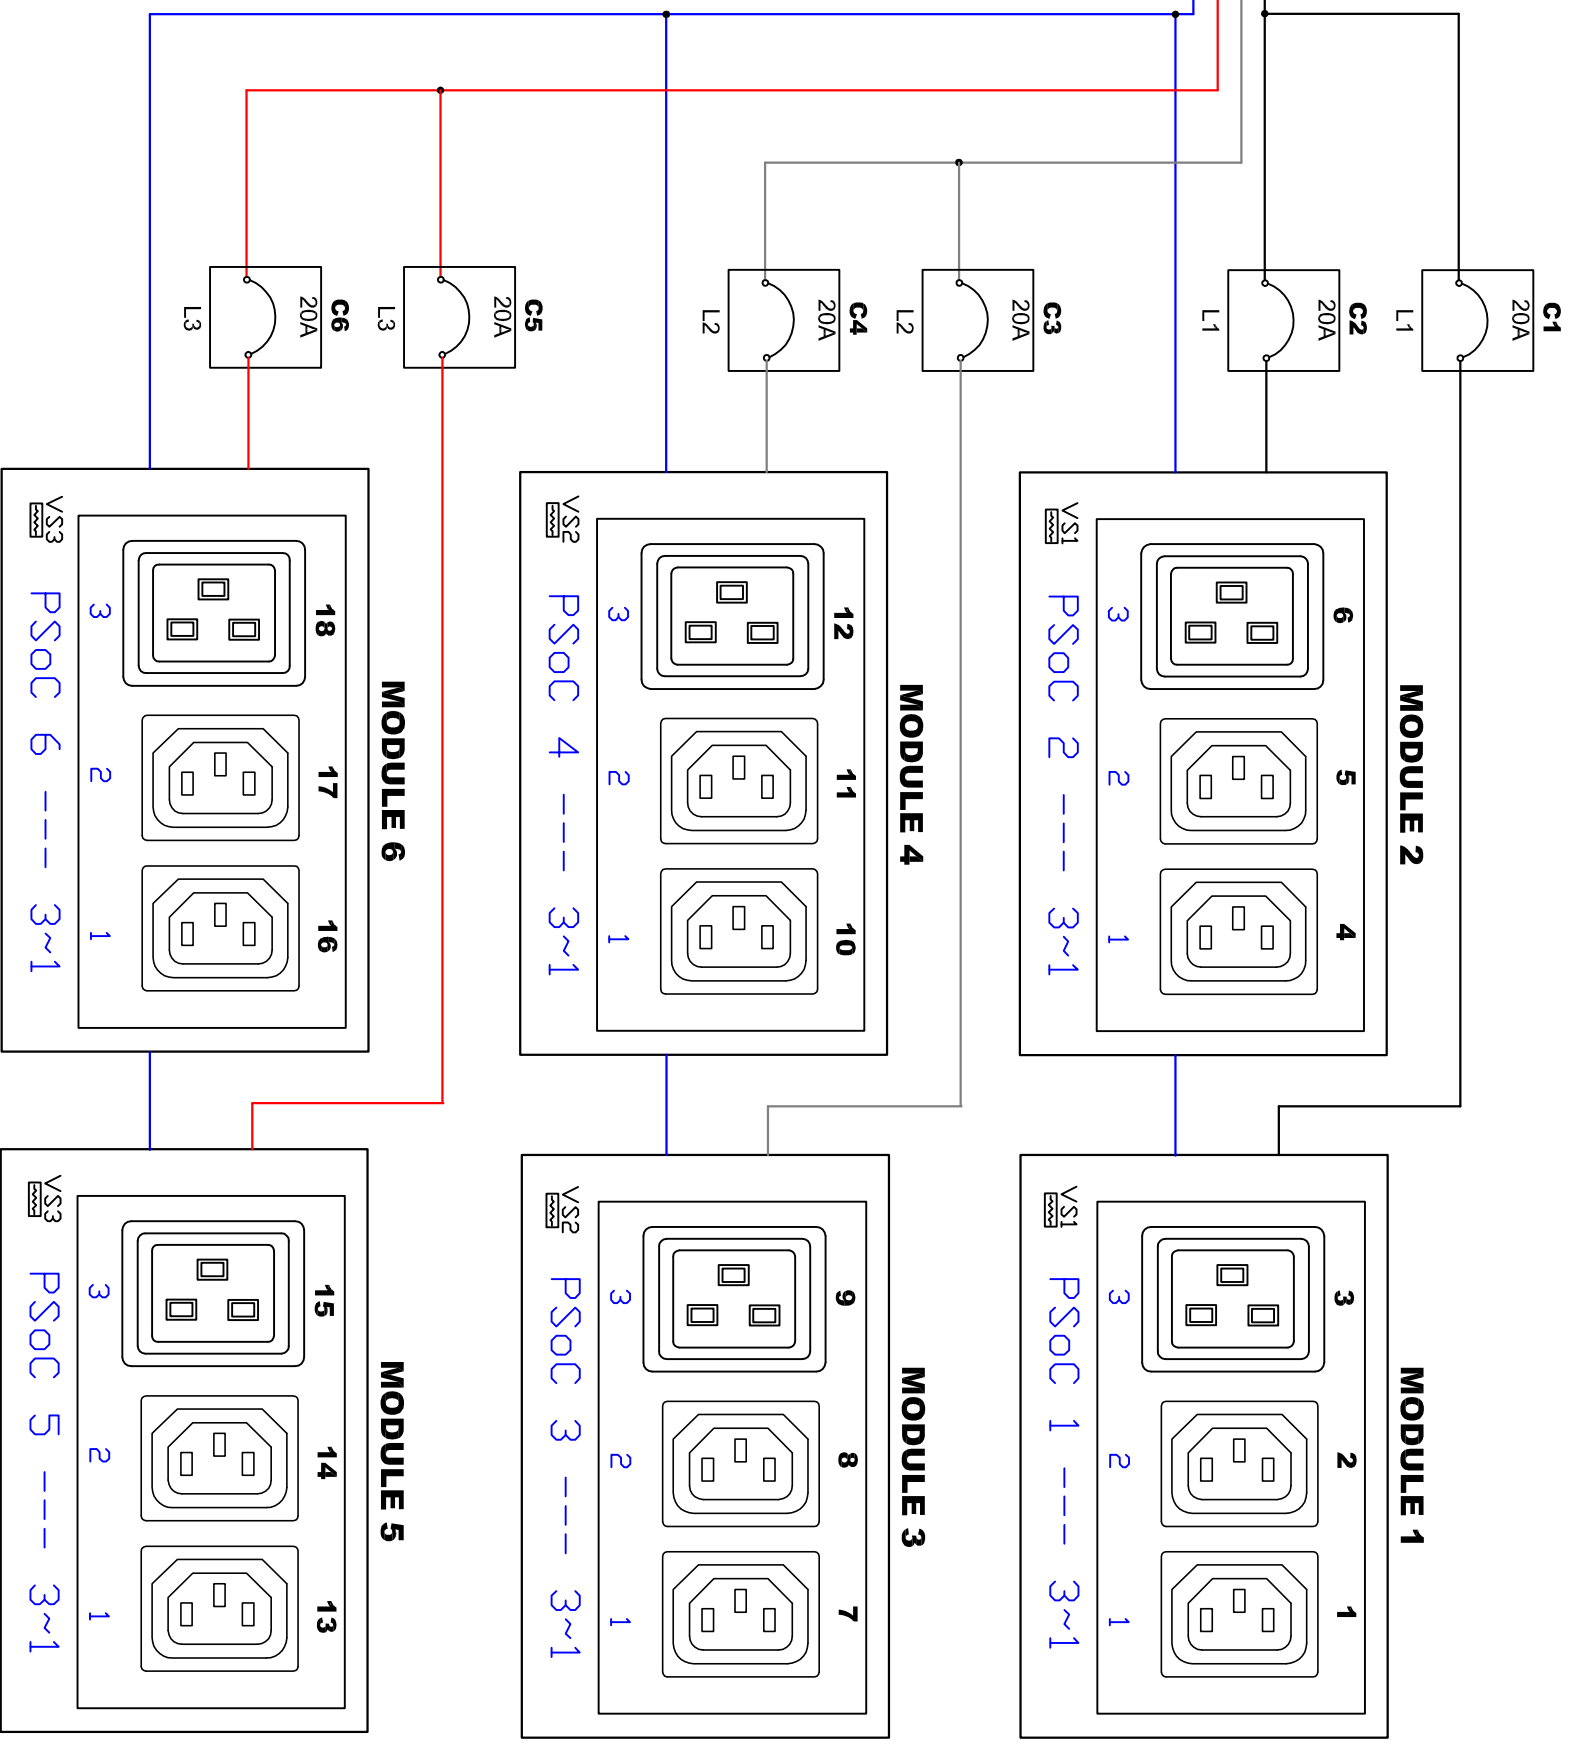 C1
20A
L1
C2
20A
L1
C3
20A
L2
C4
20A
L2
C5
20A
L3
C6
20A
L3
MODULE 2
6
5
4
3
2
1
VS1
PSoC 2 --- 3~1
MODULE 4
12
11
10
3
2
1
VS2
PSoC 4 --- 3~1
MODULE 6
18
17
16
3
2
1
VS3
PSoC 6 --- 3~1
MODULE 1
3
2
1
3
2
1
VS1
PSoC 1 --- 3~1
MODULE 3
9
8
7
3
2
1
VS2
PSoC 3 --- 3~1
MODULE 5
15
14
13
3
2
1
VS3
PSoC 5 --- 3~1